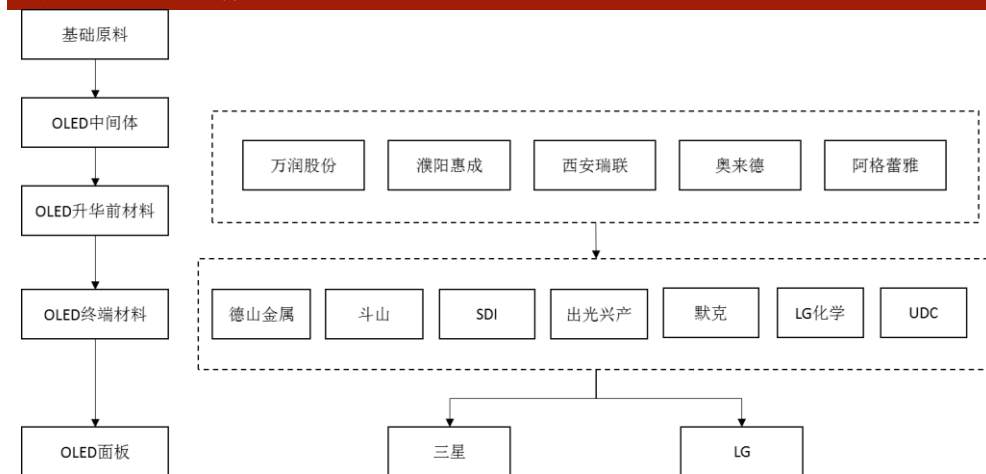 基础原料
OLED中间体
万润股份
濮阳惠成
西安瑞联
奥来德
阿格蕾雅
OLED升华前材料
OLED终端材料
德山金属
斗山
SDI
出光兴产
默克
LG化学
UDC
OLED面板
三星
LG